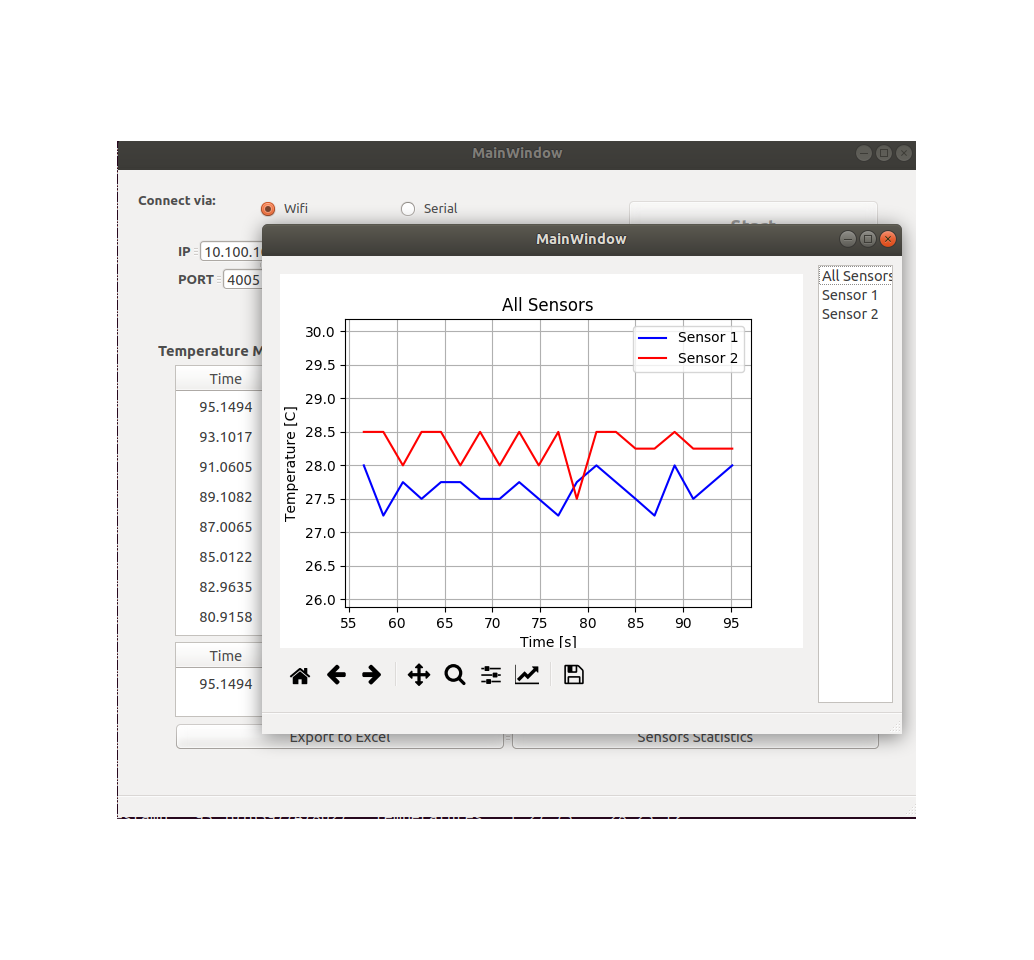 MainWindow
Connect via:
Wifi
Serial
IP
10.100.1
PORT
4005
Temperature M
Time
95.1494
93.1017
91.0605
89.1082
87.0065
85.0122
82.9635
80.9158
Time
95.1494
Export to Excel
Sensors Statistics
MainWindow
All Sensors
Sensor 1
Sensor 2
30.0
29.5
29.0
28.5
28.0
27.5
27.0
26.5
26.0
Temperature [C]
55 60 65 70 75 80 85 90 95
Time [s]
All Sensors
Sensor 1
Sensor 2